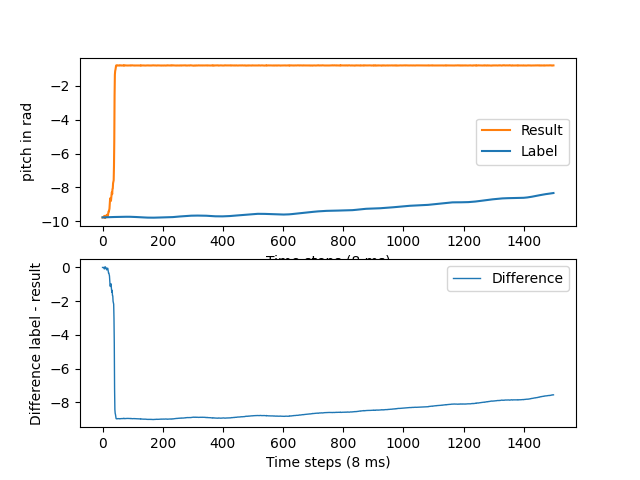 pitch in rad
−2
−4
−6
−8
−10
Result
Label
0 200 400 600 800 1000 1200 1400
Time steps (8 ms)
Difference label - result
0
−2
−4
−6
−8
Difference
0 200 400 600 800 1000 1200 1400
Time steps (8 ms)